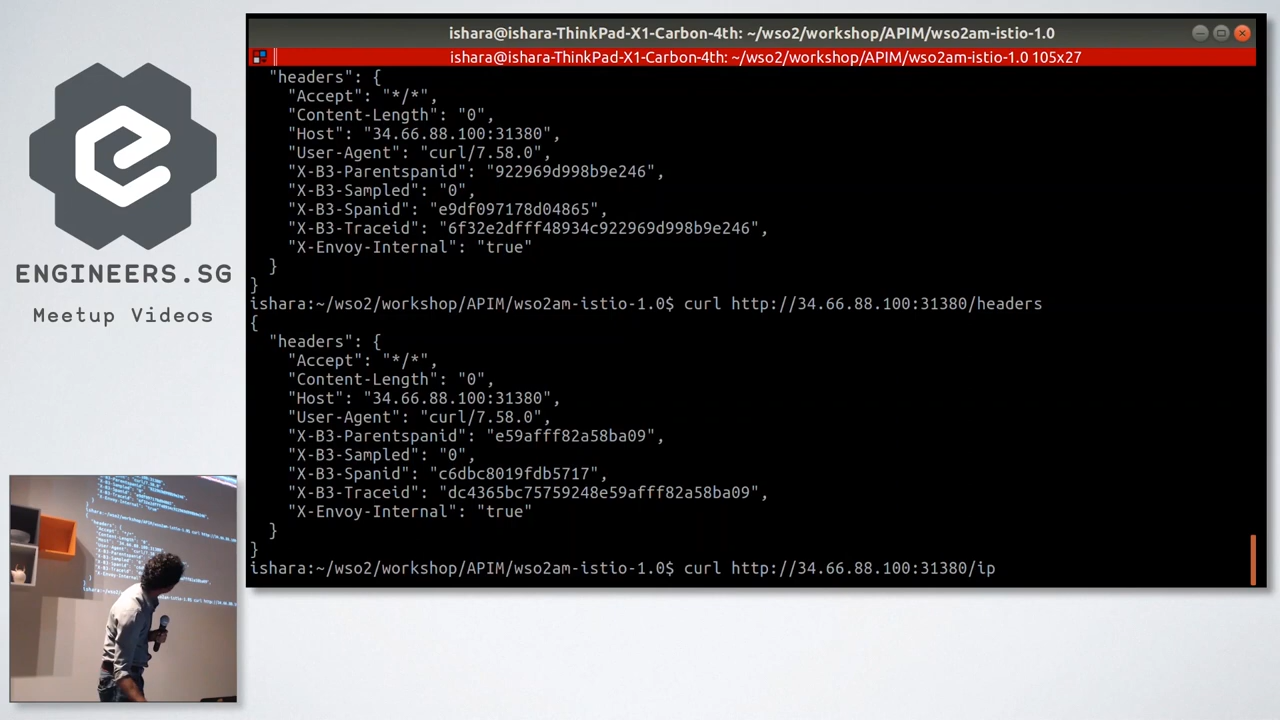 ishara@ishara-ThinkPad-X1-Carbon-4th: ~/wso2/workshop/APIM/wso2am-istio-1.0
ishara@ishara-ThinkPad-X1-Carbon-4th: ~/wso2/workshop/APIM/wso2am-istio-1.0 105x27
"headers": {
"Accept": "*/*",
"Content-Length": "0",
"Host": "34.66.88.100:31380",
"User-Agent": "curl/7.58.0",
"X-B3-Parentspanid": "922969d998b9e246",
"X-B3-Sampled": "0",
"X-B3-Spanid": "e9df097178d04865",
"X-B3-Traceid": "6f32e2dfff48934c922969d998b9e246",
"X-Envoy-Internal": "true"
}
}
ishara:~/wso2/workshop/APIM/wso2am-istio-1.0$ curl http://34.66.88.100:31380/headers
{
"headers": {
"Accept": "*/*",
"Content-Length": "0",
"Host": "34.66.88.100:31380",
"User-Agent": "curl/7.58.0",
"X-B3-Parentspanid": "e59afff82a58ba09",
"X-B3-Sampled": "0",
"X-B3-Spanid": "c6dbc8019fdb5717",
"X-B3-Traceid": "dc4365bc75759248e59afff82a58ba09",
"X-Envoy-Internal": "true"
}
}
ishara:~/wso2/workshop/APIM/wso2am-istio-1.0$ curl http://34.66.88.100:31380/ip
ENGINEERS.SG
Meetup Videos